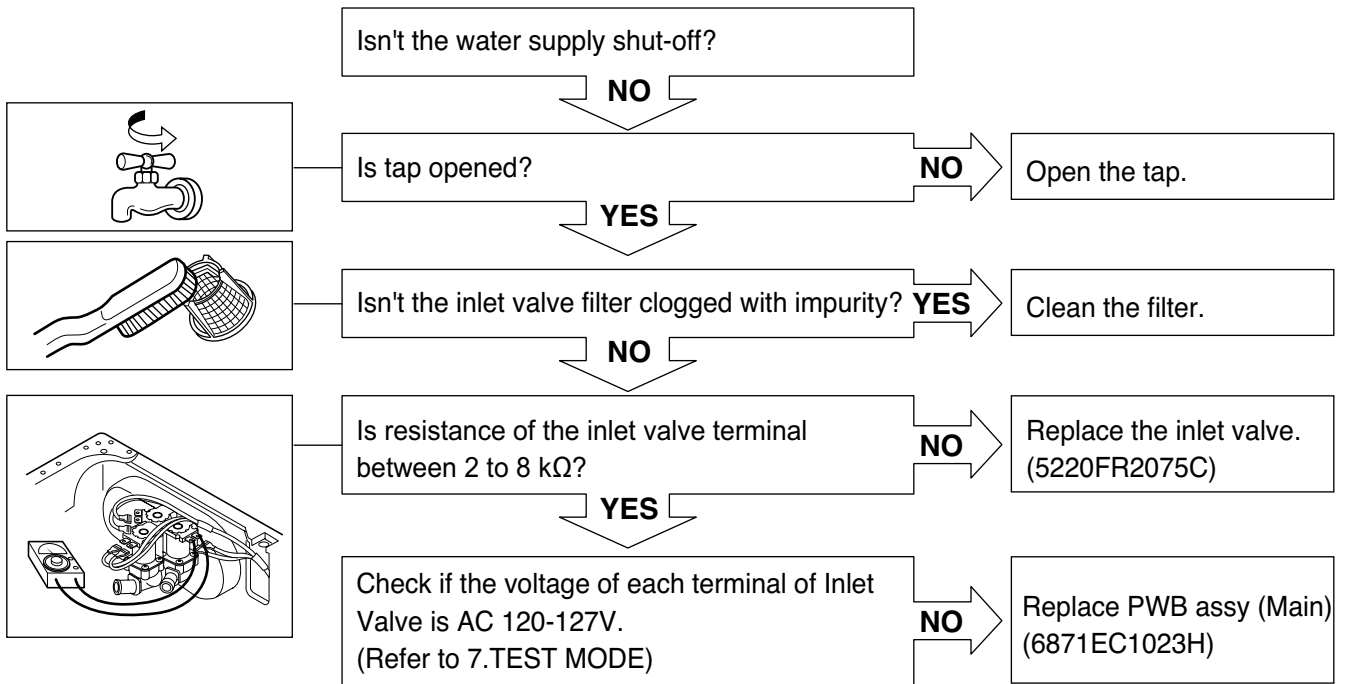 Isn't the water supply shut-off?
NO
Is tap opened?
NO
Open the tap.
YES
Isn't the inlet valve filter clogged with impurity?
YES
Clean the filter.
NO
Is resistance of the inlet valve terminal
between 2 to 8 kΩ?
NO
Replace the inlet valve.
(5220FR2075C)
YES
Check if the voltage of each terminal of Inlet
Valve is AC 120-127V.
(Refer to 7.TEST MODE)
NO
Replace PWB assy (Main)
(6871EC1023H)